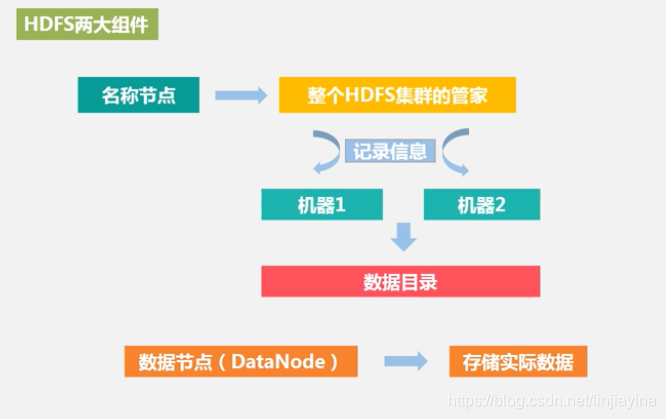 HDFS两大组件
名称节点
整个HDFS集群的管家
记录信息
机器1
机器2
数据目录
数据节点（DataNode）
存储实际数据
https://blog.csdn.net/linjiayina